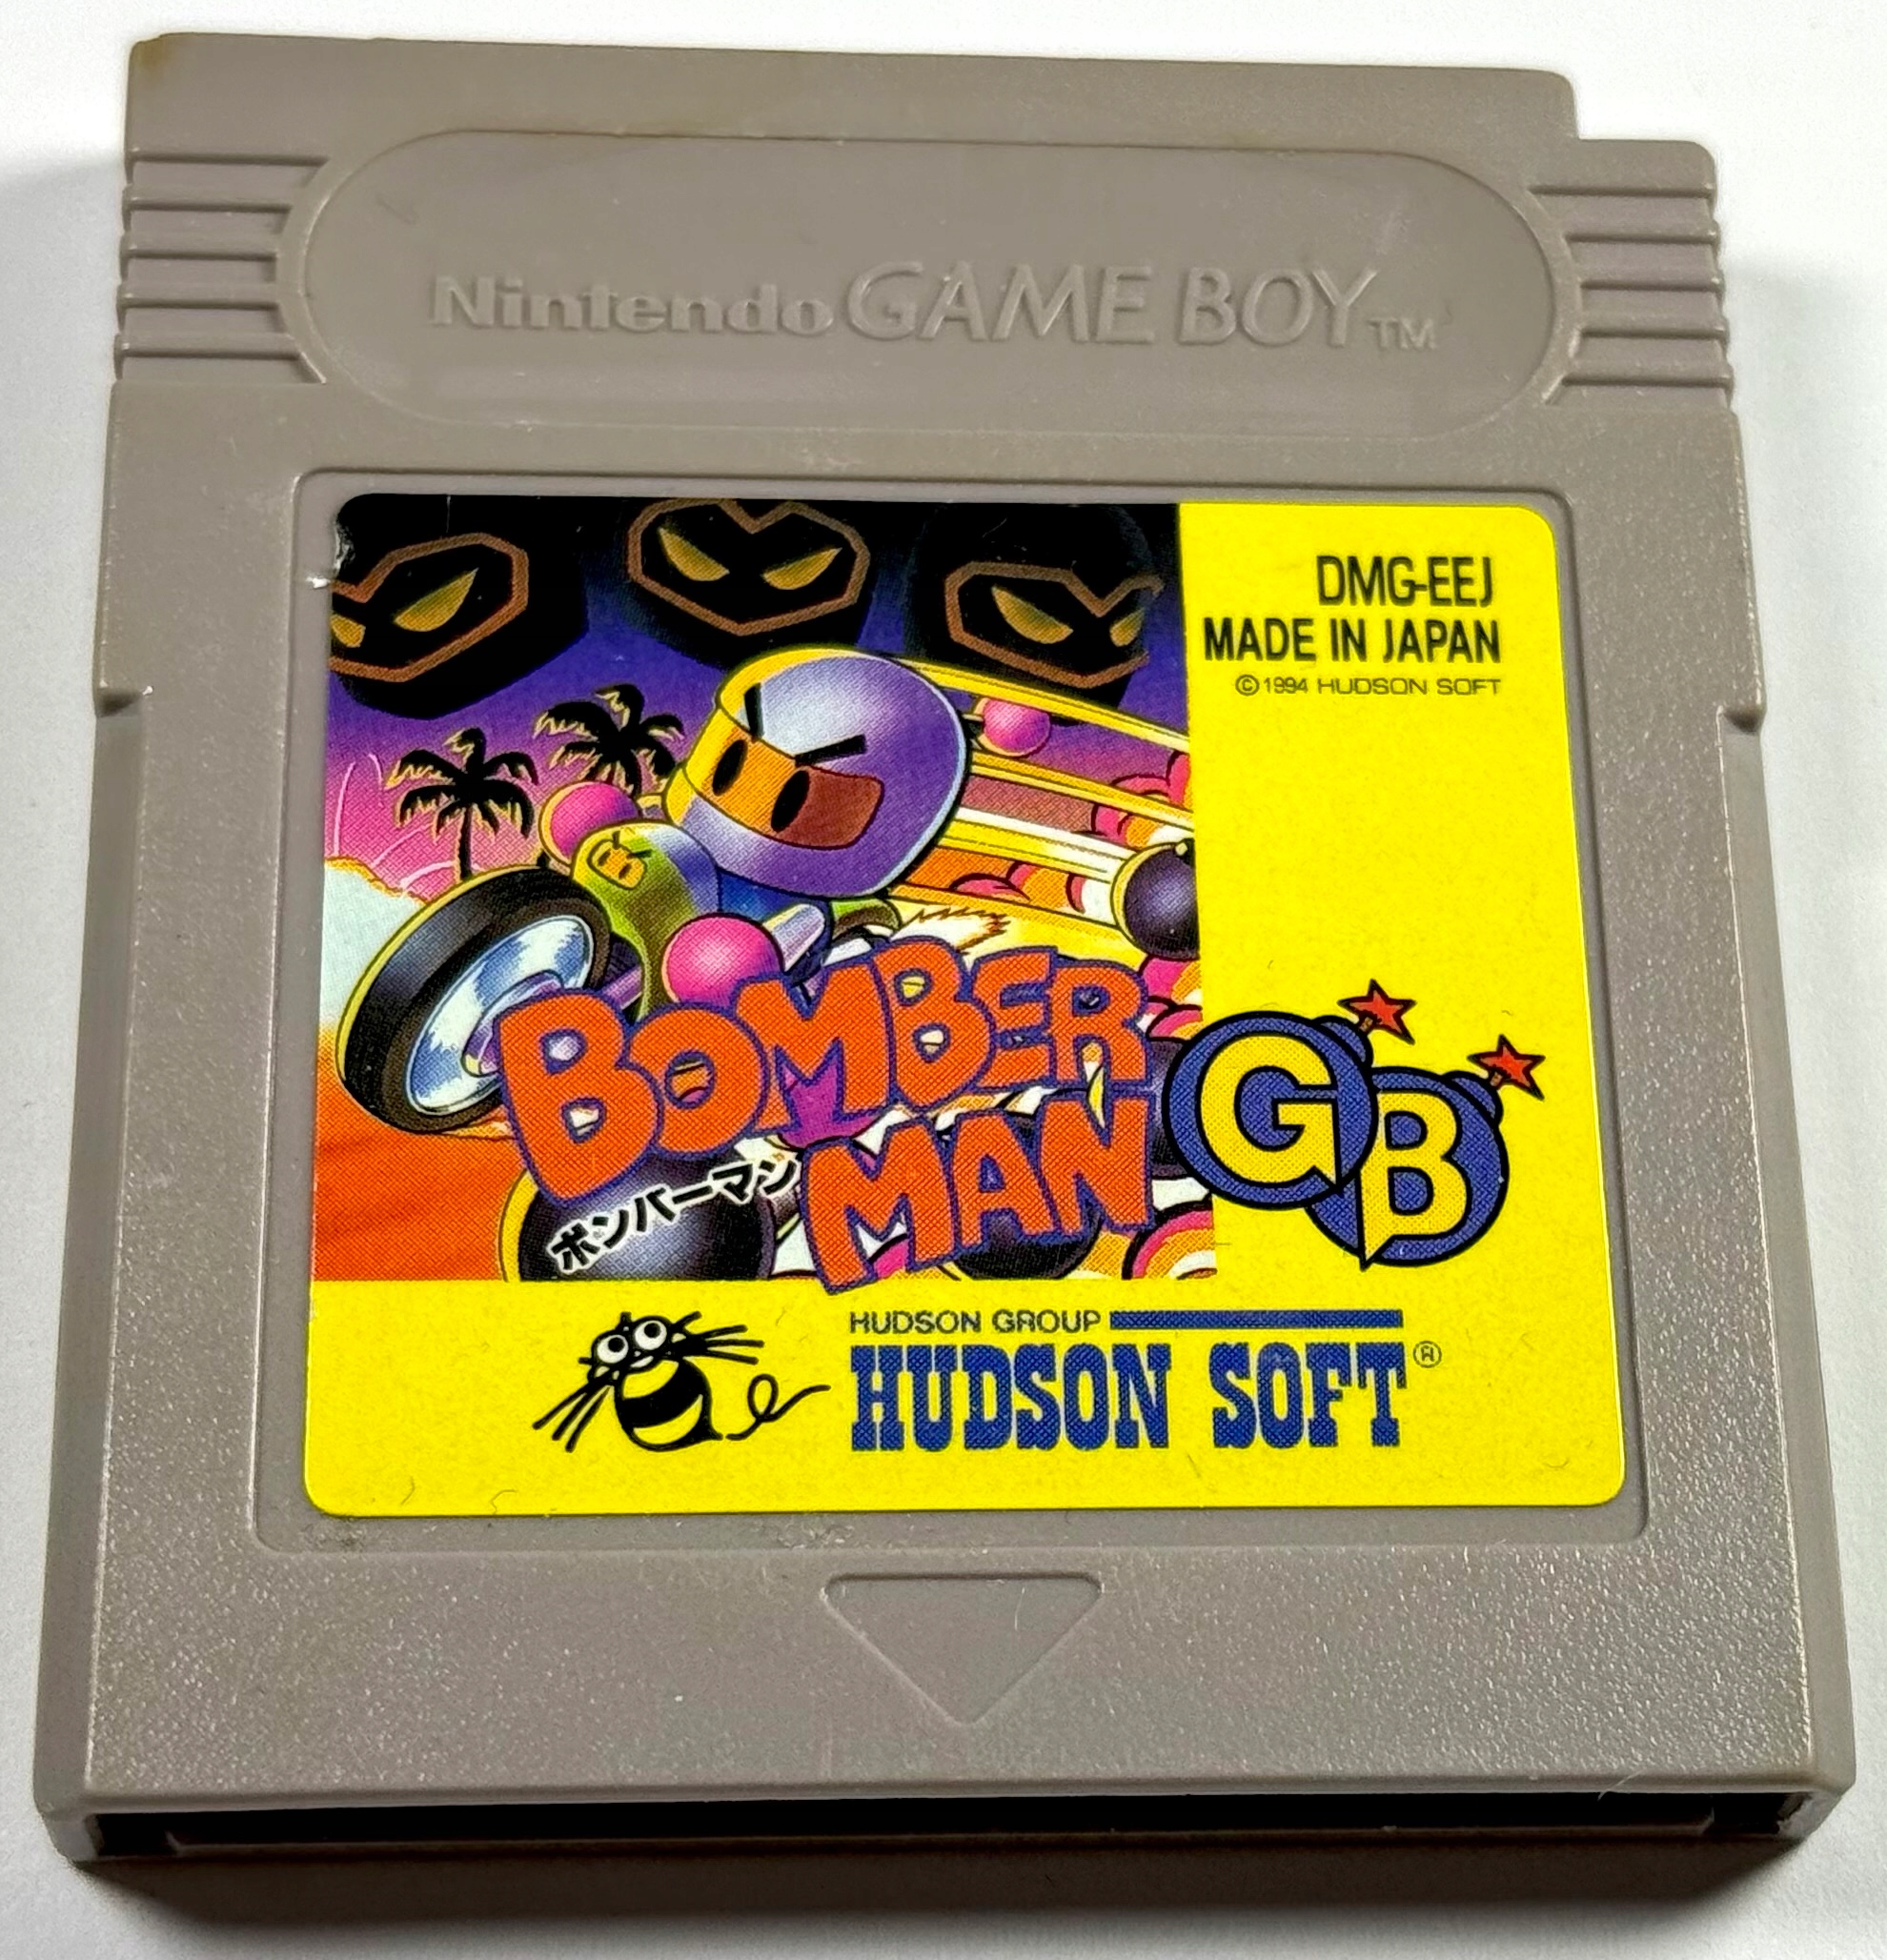 Nintendo GAME BOY TM
DMG-EEJ
MADE IN JAPAN
© 1994 HUDSON SOFT
BOMBER
MAN
GB
ボンバーマン
HUDSON GROUP
HUDSON SOFT®